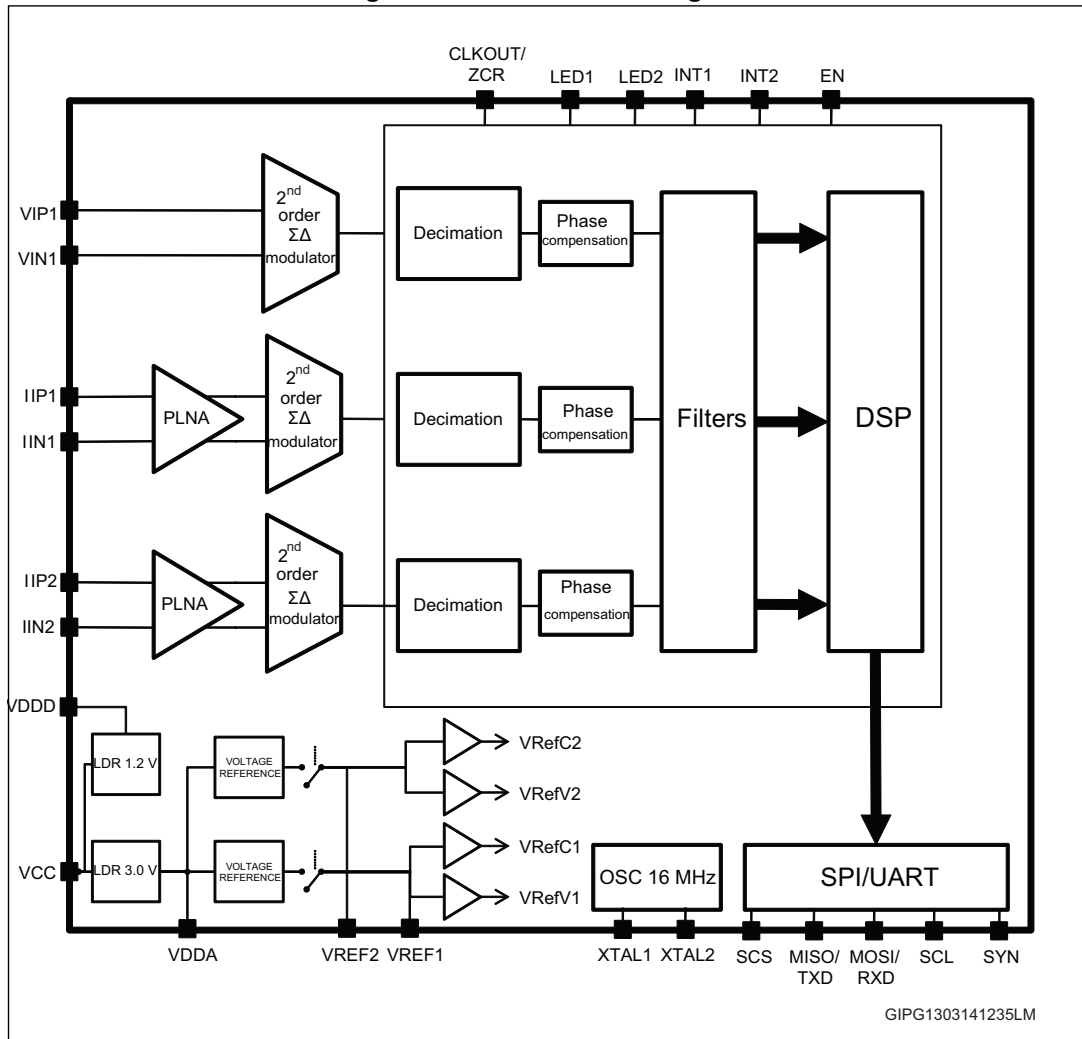 CLKOUT/
ZCR
LED1
LED2
INT1
INT2
EN
VIP1
VIN1
2nd
order
ΣΔ
modulator
Decimation
Phase
compensation
IIP1
IIN1
PLNA
2nd
order
ΣΔ
modulator
Decimation
Phase
compensation
Filters
DSP
IIP2
IIN2
PLNA
2nd
order
ΣΔ
modulator
Decimation
Phase
compensation
VDDD
LDR 1.2 V
VOLTAGE
REFERENCE
VRefC2
VRefV2
VCC
LDR 3.0 V
VOLTAGE
REFERENCE
VRefC1
VRefV1
OSC 16 MHz
SPI/UART
VDDA
VREF2
VREF1
XTAL1
XTAL2
SCS
MISO/
TXD
MOSI/
RXD
SCL
SYN
GIPG1303141235LM